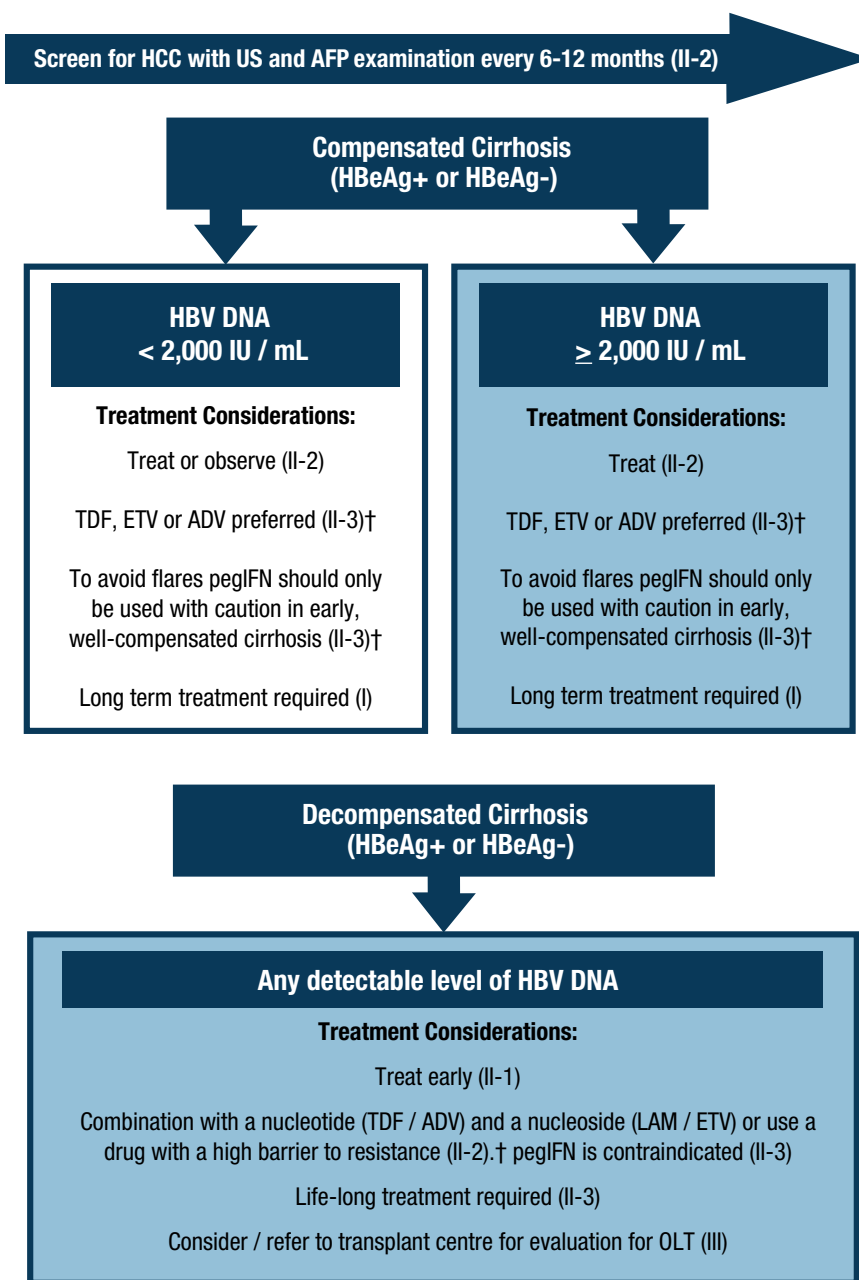 Screen for HCC with US and AFP examination every 6-12 months (II-2)
Compensated Cirrhosis
(HBeAg+ or HBeAg-)
HBV DNA
< 2,000 IU / mL
Treatment Considerations:
Treat or observe (II-2)
TDF, ETV or ADV preferred (II-3)†
To avoid flares pegIFN should only
be used with caution in early,
well-compensated cirrhosis (II-3)†
Long term treatment required (I)
HBV DNA
≥ 2,000 IU / mL
Treatment Considerations:
Treat (II-2)
TDF, ETV or ADV preferred (II-3)†
To avoid flares pegIFN should only
be used with caution in early,
well-compensated cirrhosis (II-3)†
Long term treatment required (I)
Decompensated Cirrhosis
(HBeAg+ or HBeAg-)
Any detectable level of HBV DNA
Treatment Considerations:
Treat early (II-1)
Combination with a nucleotide (TDF / ADV) and a nucleoside (LAM / ETV) or use a
drug with a high barrier to resistance (II-2).† pegIFN is contraindicated (II-3)
Life-long treatment required (II-3)
Consider / refer to transplant centre for evaluation for OLT (III)